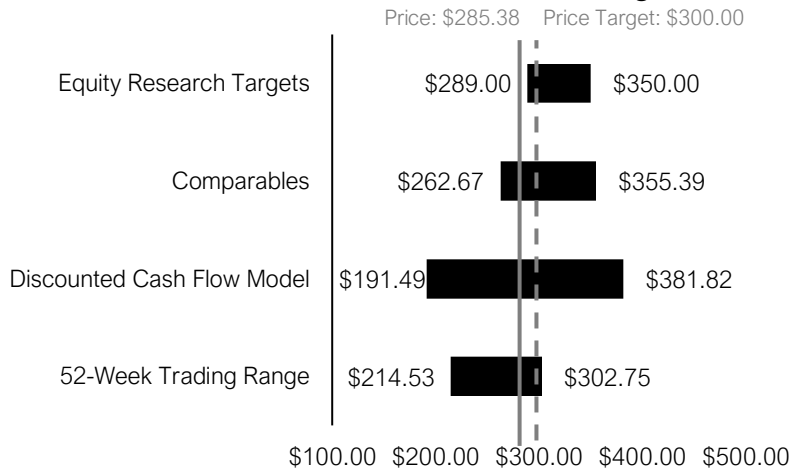 Price: $285.38 Price Target: $300.00
Equity Research Targets $289.00 $350.00
Comparables $262.67 $355.39
Discounted Cash Flow Model $191.49 $381.82
52-Week Trading Range $214.53 $302.75
$100.00 $200.00 $300.00 $400.00 $500.00